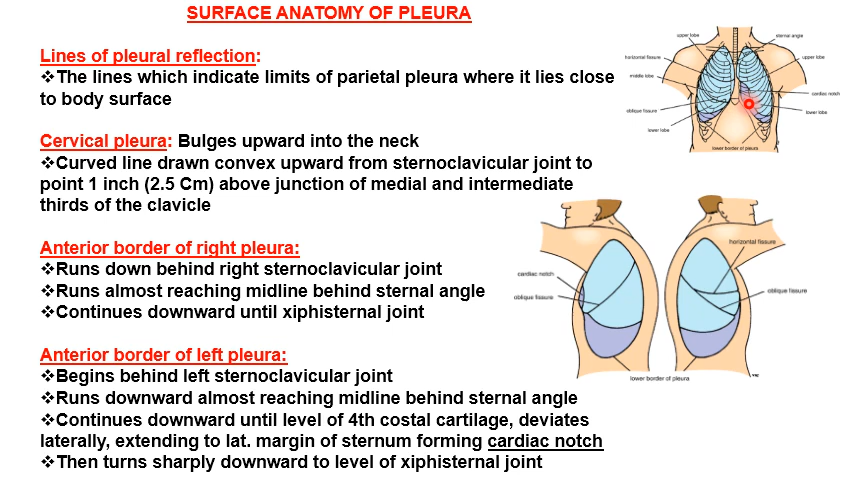 SURFACE ANATOMY OF PLEURA
Lines of pleural reflection:
❖The lines which indicate limits of parietal pleura where it lies close
to body surface
Cervical pleura: Bulges upward into the neck
❖Curved line drawn convex upward from sternoclavicular joint to
point 1 inch (2.5 Cm) above junction of medial and intermediate
thirds of the clavicle
Anterior border of right pleura:
❖Runs down behind right sternoclavicular joint
❖Runs almost reaching midline behind sternal angle
❖Continues downward until xiphisternal joint
Anterior border of left pleura:
❖Begins behind left sternoclavicular joint
❖Runs downward almost reaching midline behind sternal angle
❖Continues downward until level of 4th costal cartilage, deviates
laterally, extending to lat. margin of sternum forming cardiac notch
❖Then turns sharply downward to level of xiphisternal joint
upper lobe
sternal angle
horizontal fissure
upper lobe
middle lobe
cardiac notch
oblique fissure
lower lobe
lower lobe
lower border of pleura
horizontal fissure
cardiac notch
oblique fissure
oblique fissure
lower border of pleura